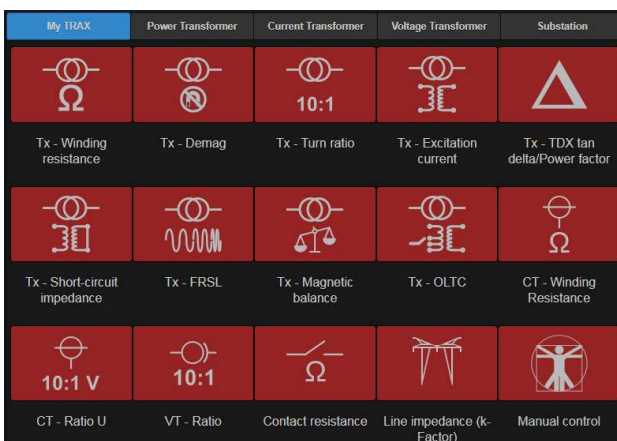 My TRAX
Power Transformer
Current Transformer
Voltage Transformer
Substation
Ω
10:1
Tx - Winding
resistance
Tx - Demag
Tx - Turn ratio
Tx - Excitation
current
Tx - TDX tan
delta/Power factor
Ω
Tx - Short-circuit
impedance
Tx - FRSL
Tx - Magnetic
balance
Tx - OLTC
CT - Winding
Resistance
10:1 V
10:1
Ω
CT - Ratio U
VT - Ratio
Contact resistance
Line impedance (k-
Factor)
Manual control